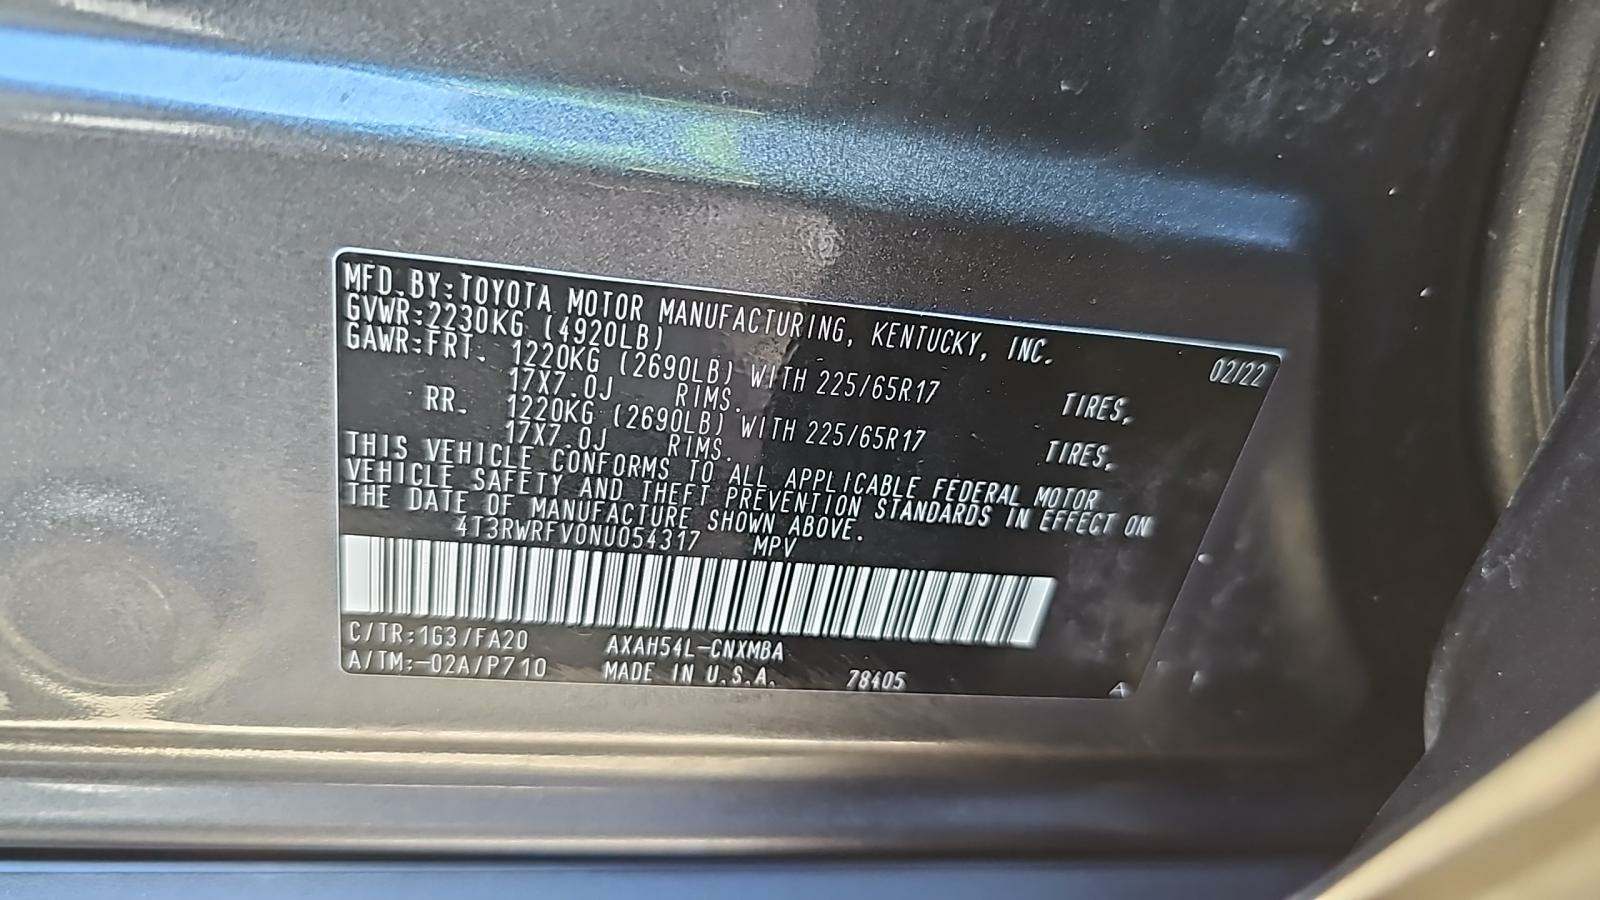 MFD.BY:TOYOTA MOTOR MANUFACTURING, KENTUCKY, INC. 02/22
GVWR:2230KG (4920LB)
GAWR:FRT. 1220KG (2690LB) WITH 225/65R17 TIRES,
17X7.0J RIMS.
RR. 1220KG (2690LB) WITH 225/65R17 TIRES,
17X7.0J RIMS.
THIS VEHICLE CONFORMS TO ALL APPLICABLE FEDERAL MOTOR
VEHICLE SAFETY AND THEFT PREVENTION STANDARDS IN EFFECT ON
THE DATE OF MANUFACTURE SHOWN ABOVE.
4T3RWRFV0NU054317 MPV
C/TR:1G3/FA20 AXAH54L-CNXMBA
A/TM:-02A/P710 MADE IN U.S.A. 78405 A